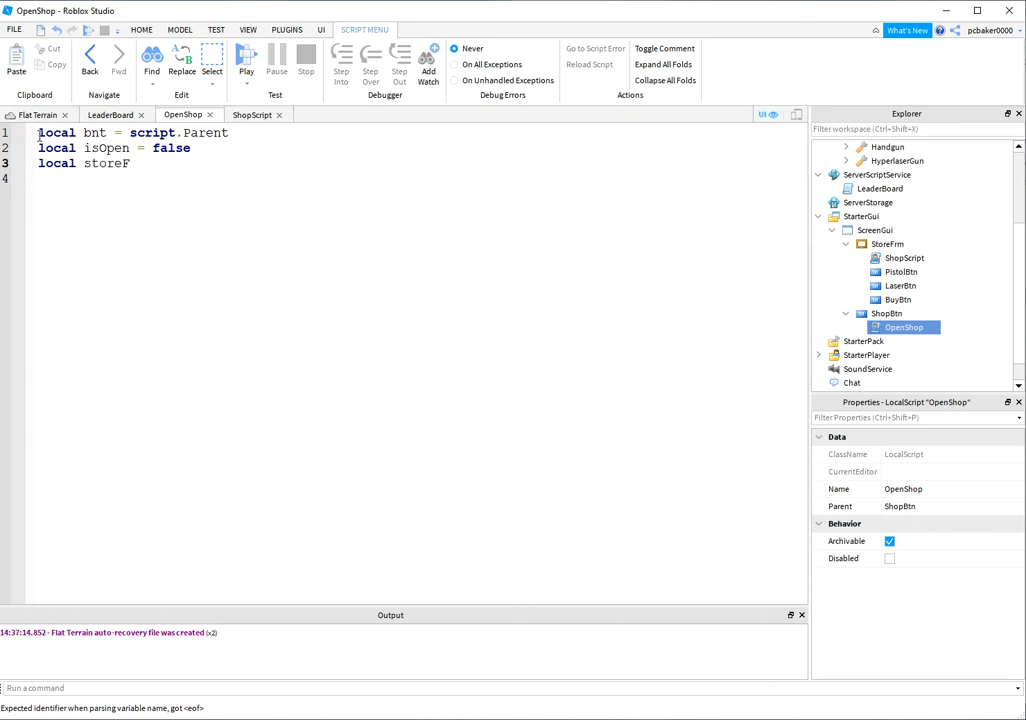 OpenShop - Roblox Studio
FILE HOME MODEL TEST VIEW PLUGINS UI SCRIPT MENU What's New pcbaker0000
Paste Cut Copy Back Fwd Find Replace Select Play Pause Stop Step Into Step Over Step Out Add Watch
Never
On All Exceptions
On Unhandled Exceptions
Go to Script Error
Reload Script
Toggle Comment
Expand All Folds
Collapse All Folds
Clipboard Navigate Edit Test Debugger Debug Errors Actions
Flat Terrain LeaderBoard OpenShop ShopScript UI
1 local bnt = script.Parent
2 local isOpen = false
3 local storeF
4
Explorer
Filter workspace (Ctrl+Shift+X)
Handgun
HyperlaserGun
ServerScriptService
LeaderBoard
ServerStorage
StarterGui
ScreenGui
StoreFrm
ShopScript
PistolBtn
LaserBtn
BuyBtn
ShopBtn
OpenShop
StarterPack
StarterPlayer
SoundService
Chat
Properties - LocalScript "OpenShop"
Filter Properties (Ctrl+Shift+P)
Data
ClassName LocalScript
CurrentEditor
Name OpenShop
Parent ShopBtn
Behavior
Archivable
Disabled
Output
14:37:14.852 - Flat Terrain auto-recovery file was created (x2)
Run a command
Expected identifier when parsing variable name, got <eof>